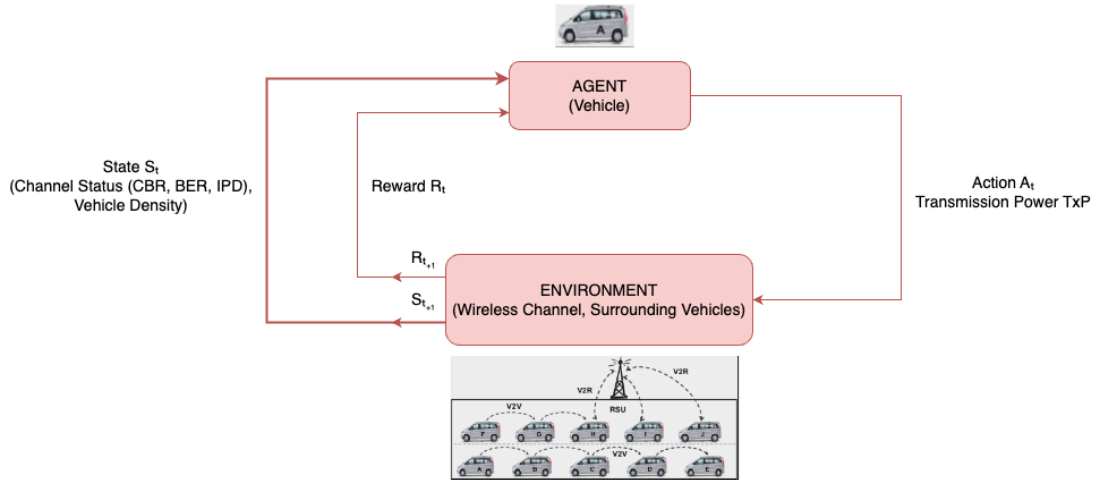 A
AGENT
(Vehicle)
State Sₜ
(Channel Status (CBR, BER, IPD),
Vehicle Density)
Reward Rₜ
Action Aₜ
Transmission Power TxP
Rₜ₊₁
Sₜ₊₁
ENVIRONMENT
(Wireless Channel, Surrounding Vehicles)
V2R
V2R
V2V
RSU
F G H I J
V2V
A B C D E